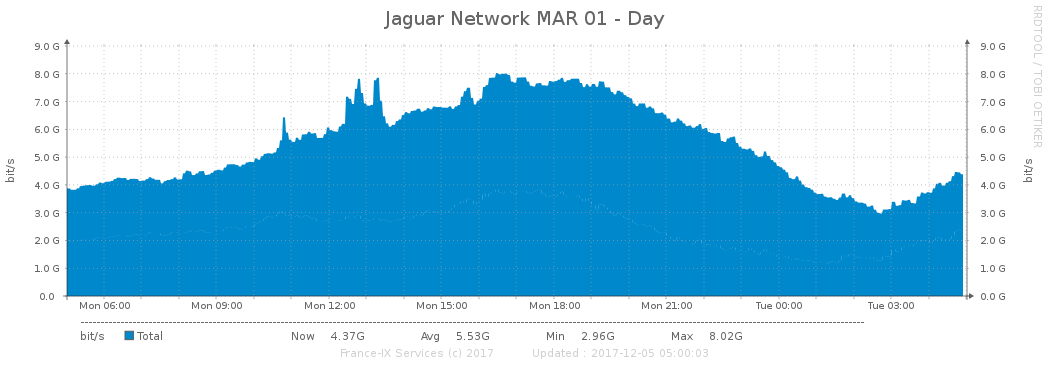 Jaguar Network MAR 01 - Day
RRDTOOL / TOBI OETIKER
bit/s
9.0 G 9.0 G
8.0 G 8.0 G
7.0 G 7.0 G
6.0 G 6.0 G
5.0 G 5.0 G
4.0 G 4.0 G
3.0 G 3.0 G
2.0 G 2.0 G
1.0 G 1.0 G
0.0 0.0 G
bit/s
Mon 06:00 Mon 09:00 Mon 12:00 Mon 15:00 Mon 18:00 Mon 21:00 Tue 00:00 Tue 03:00
bit/s Total Now 4.37G Avg 5.53G Min 2.96G Max 8.02G
France-IX Services (c) 2017 Updated : 2017-12-05 05:00:03